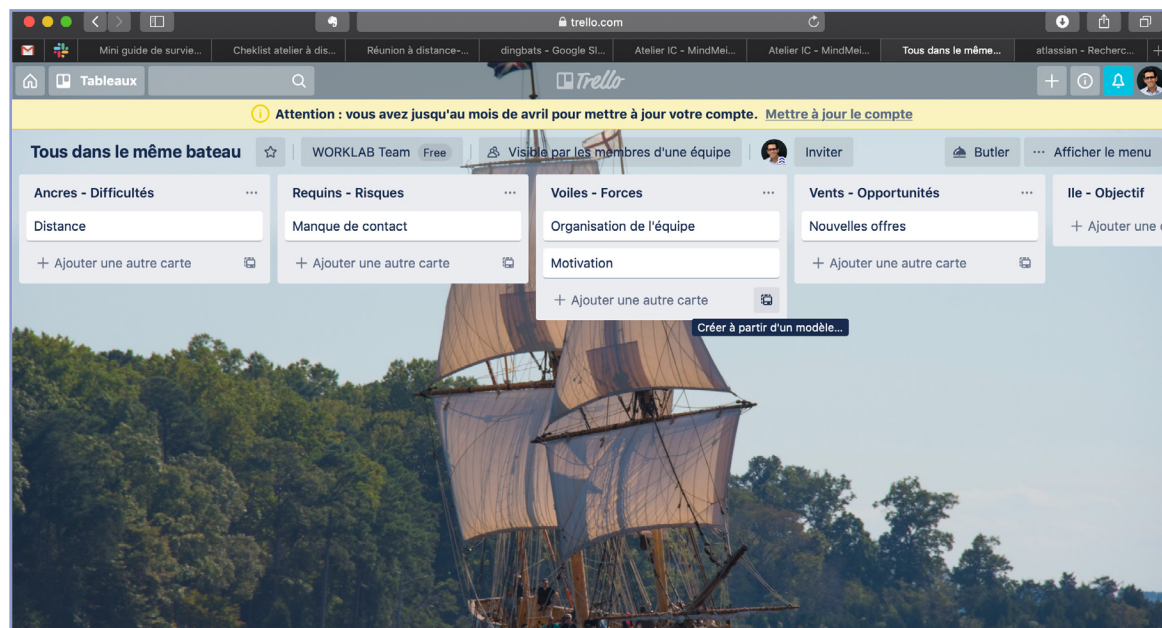 trello.com
Mini guide de survie...
Cheklist atelier à dis...
Réunion à distance-...
dingbats - Google Sl...
Atelier IC - MindMei...
Atelier IC - MindMei...
Tous dans le même...
atlassian - Recherc...
Tableaux
Trello
Attention : vous avez jusqu'au mois de avril pour mettre à jour votre compte. Mettre à jour le compte
Tous dans le même bateau
WORKLAB Team Free
Visible par les membres d'une équipe
Inviter
Butler
... Afficher le menu
Ancres - Difficultés
Distance
+ Ajouter une autre carte
Requins - Risques
Manque de contact
+ Ajouter une autre carte
Voiles - Forces
Organisation de l'équipe
Motivation
+ Ajouter une autre carte
Créer à partir d'un modèle...
Vents - Opportunités
Nouvelles offres
+ Ajouter une autre carte
Ile - Objectif
+ Ajouter une